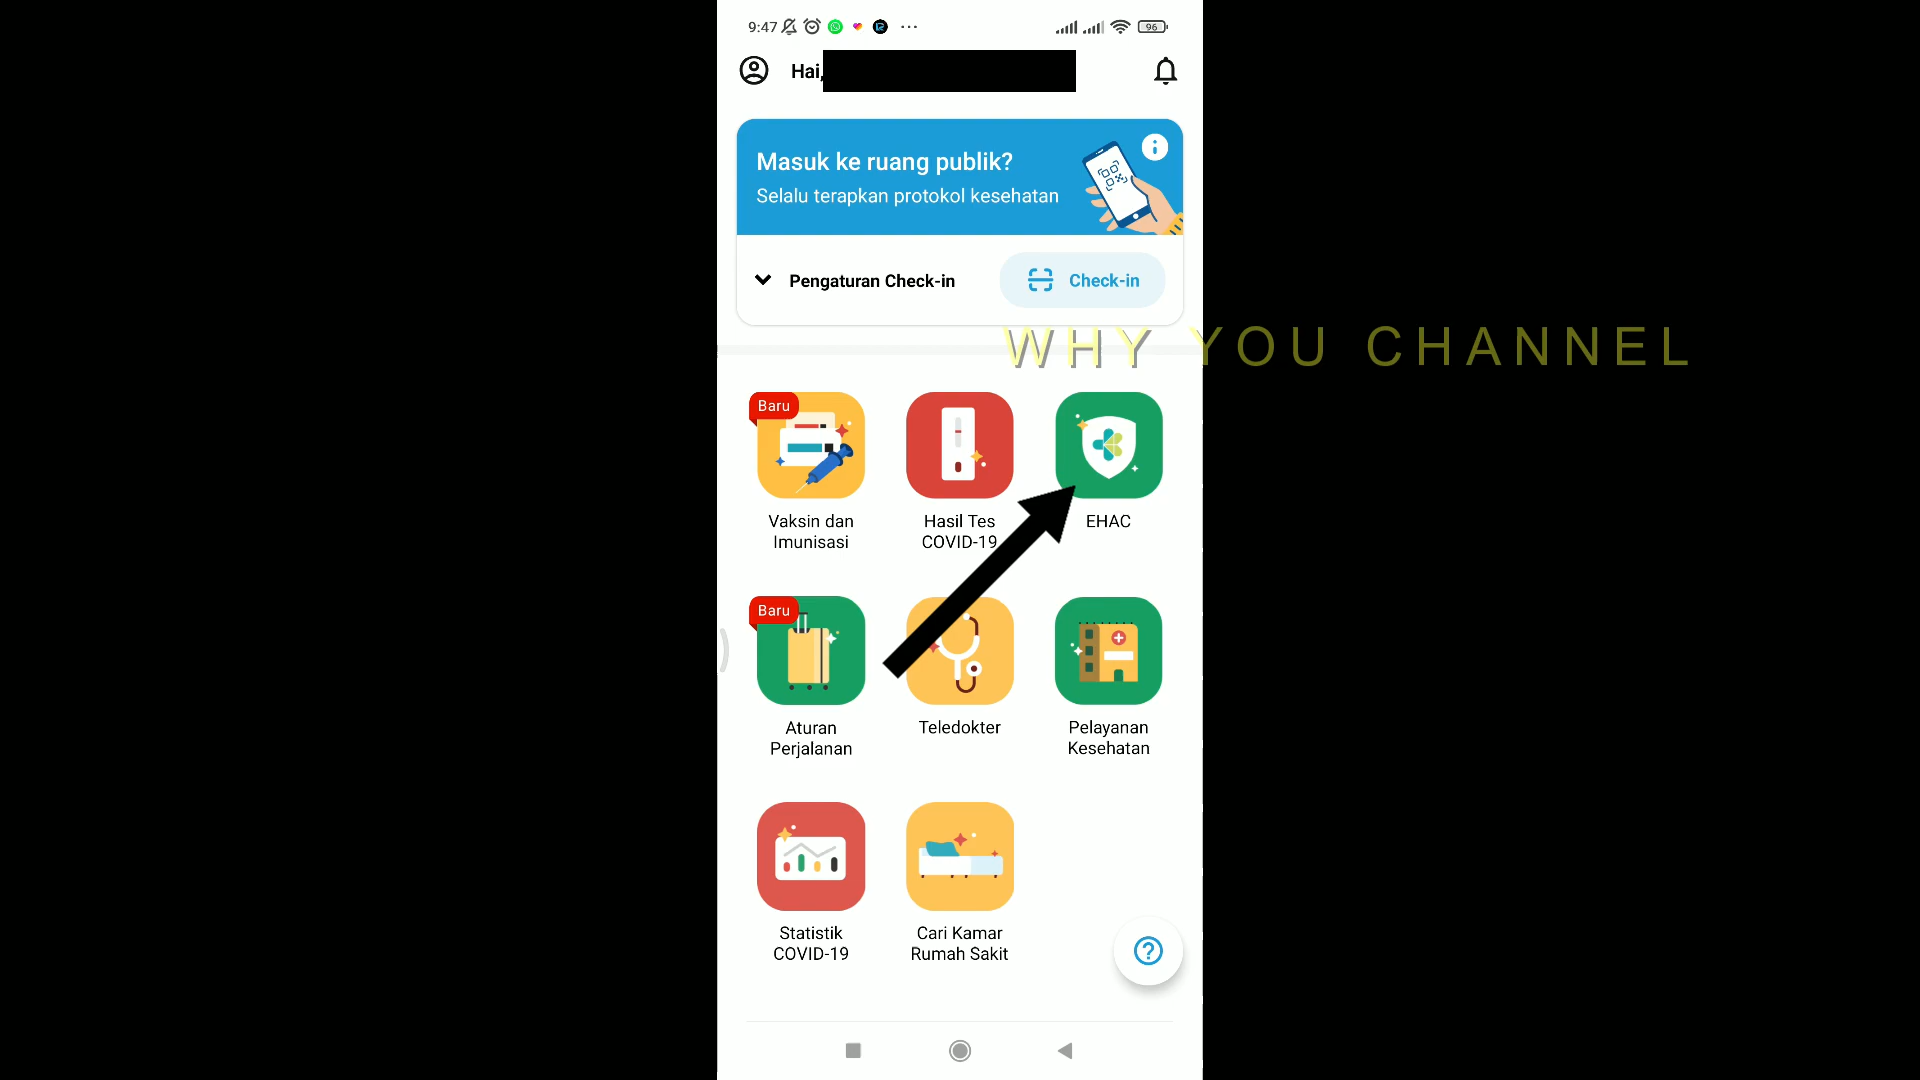 9:47
96
Hai,
Masuk ke ruang publik?
Selalu terapkan protokol kesehatan
Pengaturan Check-in
Check-in
WHY YOU CHANNEL
Baru
Vaksin dan
Imunisasi
Hasil Tes
COVID-19
EHAC
Baru
Aturan
Perjalanan
Teledokter
Pelayanan
Kesehatan
Statistik
COVID-19
Cari Kamar
Rumah Sakit